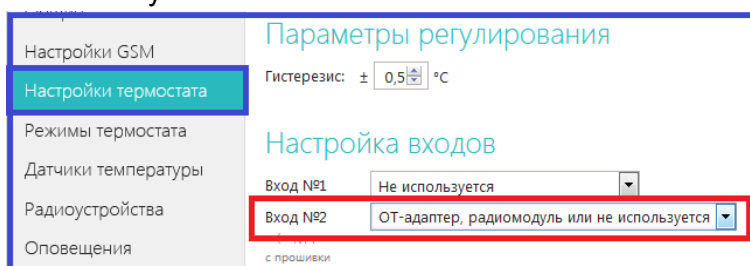 Настройки GSM
Настройки термостата
Режимы термостата
Датчики температуры
Радиоустройства
Оповещения
Параметры регулирования
Гистерезис: ± 0,5 °C
Настройка входов
Вход №1 Не используется
Вход №2 ОТ-адаптер, радиомодуль или не используется
с прошивки